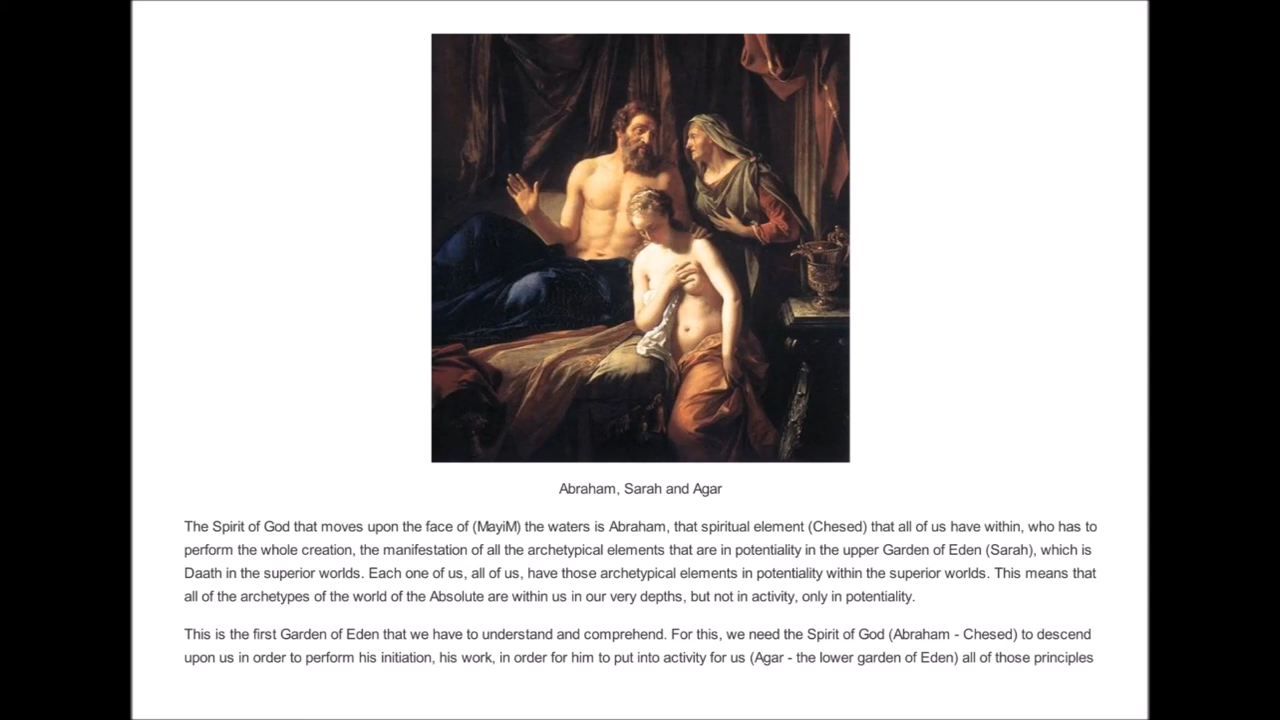 Abraham, Sarah and Agar
The Spirit of God that moves upon the face of (MayiM) the waters is Abraham, that spiritual element (Chesed) that all of us have within, who has to
perform the whole creation, the manifestation of all the archetypical elements that are in potentiality in the upper Garden of Eden (Sarah), which is
Daath in the superior worlds. Each one of us, all of us, have those archetypical elements in potentiality within the superior worlds. This means that
all of the archetypes of the world of the Absolute are within us in our very depths, but not in activity, only in potentiality.
This is the first Garden of Eden that we have to understand and comprehend. For this, we need the Spirit of God (Abraham - Chesed) to descend
upon us in order to perform his initiation, his work, in order for him to put into activity for us (Agar - the lower garden of Eden) all of those principles